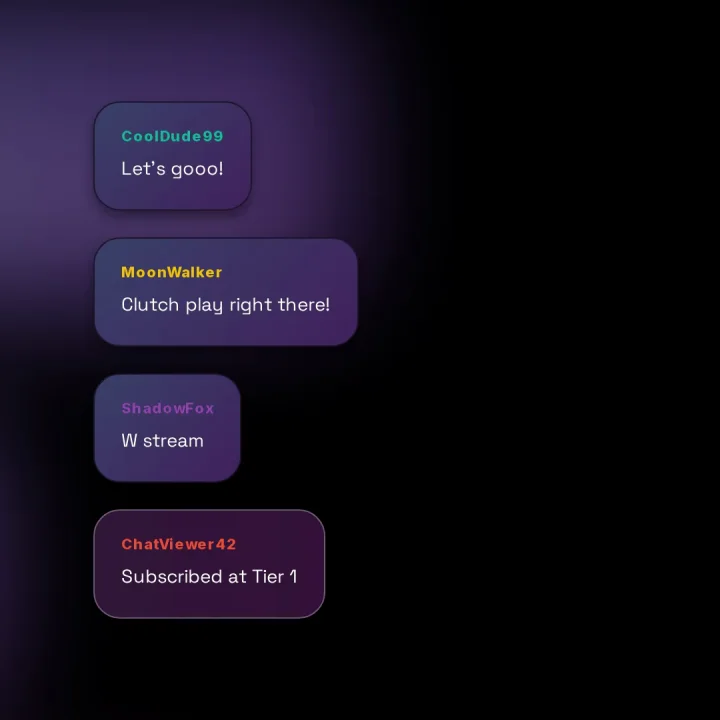 CoolDude99
Let's gooo!
MoonWalker
Clutch play right there!
ShadowFox
W stream
ChatViewer42
Subscribed at Tier 1